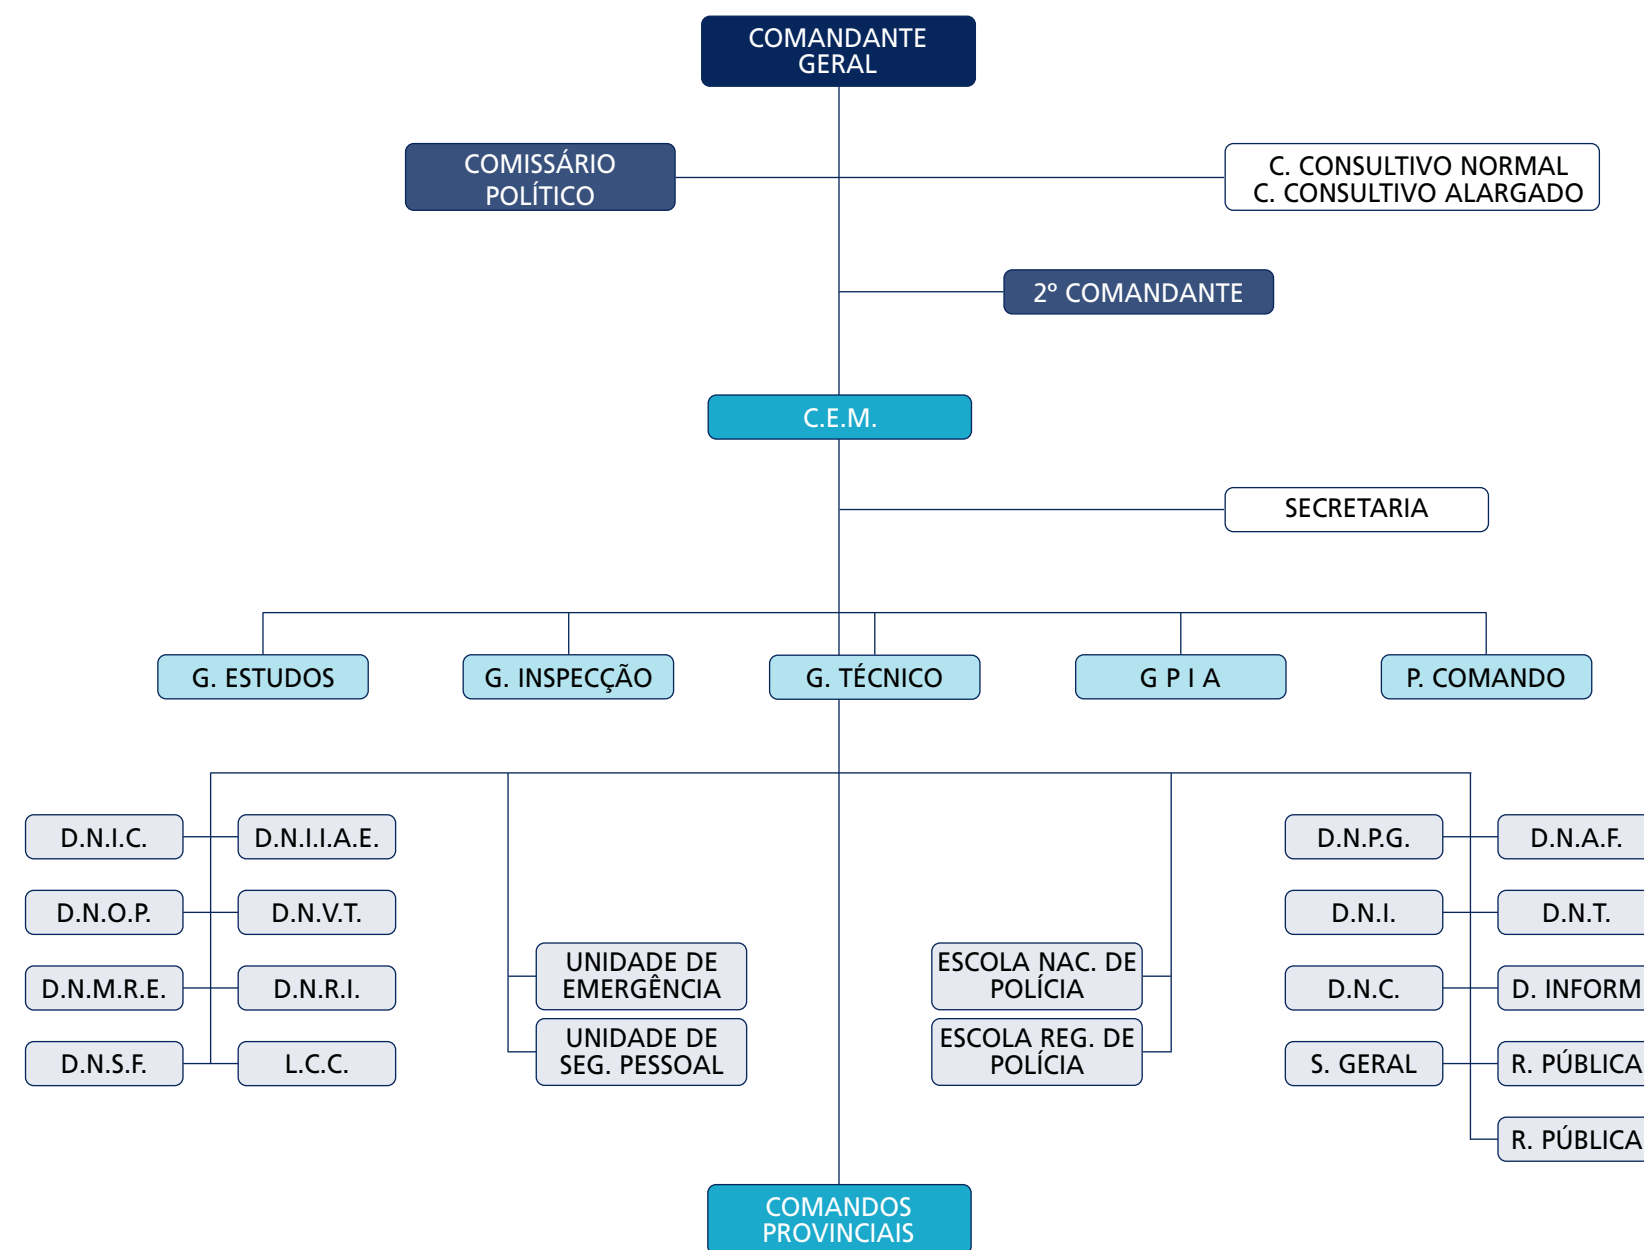 COMANDANTE
GERAL
COMISSÁRIO
POLÍTICO
C. CONSULTIVO NORMAL
C. CONSULTIVO ALARGADO
2º COMANDANTE
C.E.M.
SECRETARIA
G. ESTUDOS
G. INSPECÇÃO
G. TÉCNICO
G P I A
P. COMANDO
D.N.I.C.
D.N.I.I.A.E.
D.N.O.P.
D.N.V.T.
D.N.M.R.E.
D.N.R.I.
D.N.S.F.
L.C.C.
UNIDADE DE
EMERGÊNCIA
UNIDADE DE
SEG. PESSOAL
ESCOLA NAC. DE
POLÍCIA
ESCOLA REG. DE
POLÍCIA
D.N.P.G.
D.N.A.F.
D.N.I.
D.N.T.
D.N.C.
D. INFORM
S. GERAL
R. PÚBLICA
R. PÚBLICA
COMANDOS
PROVINCIAIS